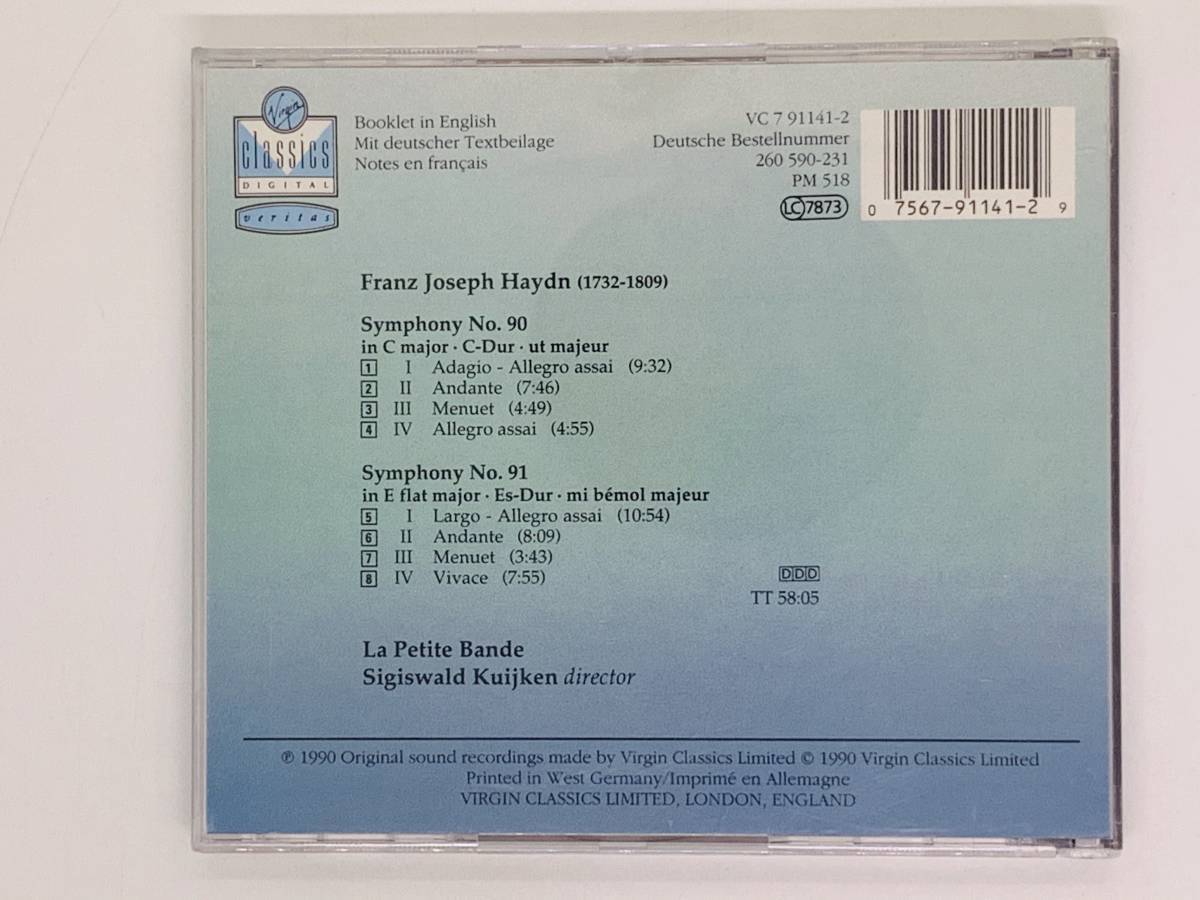 Virgin
classics
DIGITAL
veritas
Booklet in English
Mit deutscher Textbeilage
Notes en français
VC 7 91141-2
Deutsche Bestellnummer
260 590-231
PM 518
LC 7873
0 7567-91141-2 9
Franz Joseph Haydn (1732-1809)
Symphony No. 90
in C major · C-Dur · ut majeur
1 I Adagio - Allegro assai (9:32)
2 II Andante (7:46)
3 III Menuet (4:49)
4 IV Allegro assai (4:55)
Symphony No. 91
in E flat major · Es-Dur · mi bémol majeur
5 I Largo - Allegro assai (10:54)
6 II Andante (8:09)
7 III Menuet (3:43)
8 IV Vivace (7:55)
DDD
TT 58:05
La Petite Bande
Sigiswald Kuijken director
℗ 1990 Original sound recordings made by Virgin Classics Limited © 1990 Virgin Classics Limited
Printed in West Germany/Imprimé en Allemagne
VIRGIN CLASSICS LIMITED, LONDON, ENGLAND